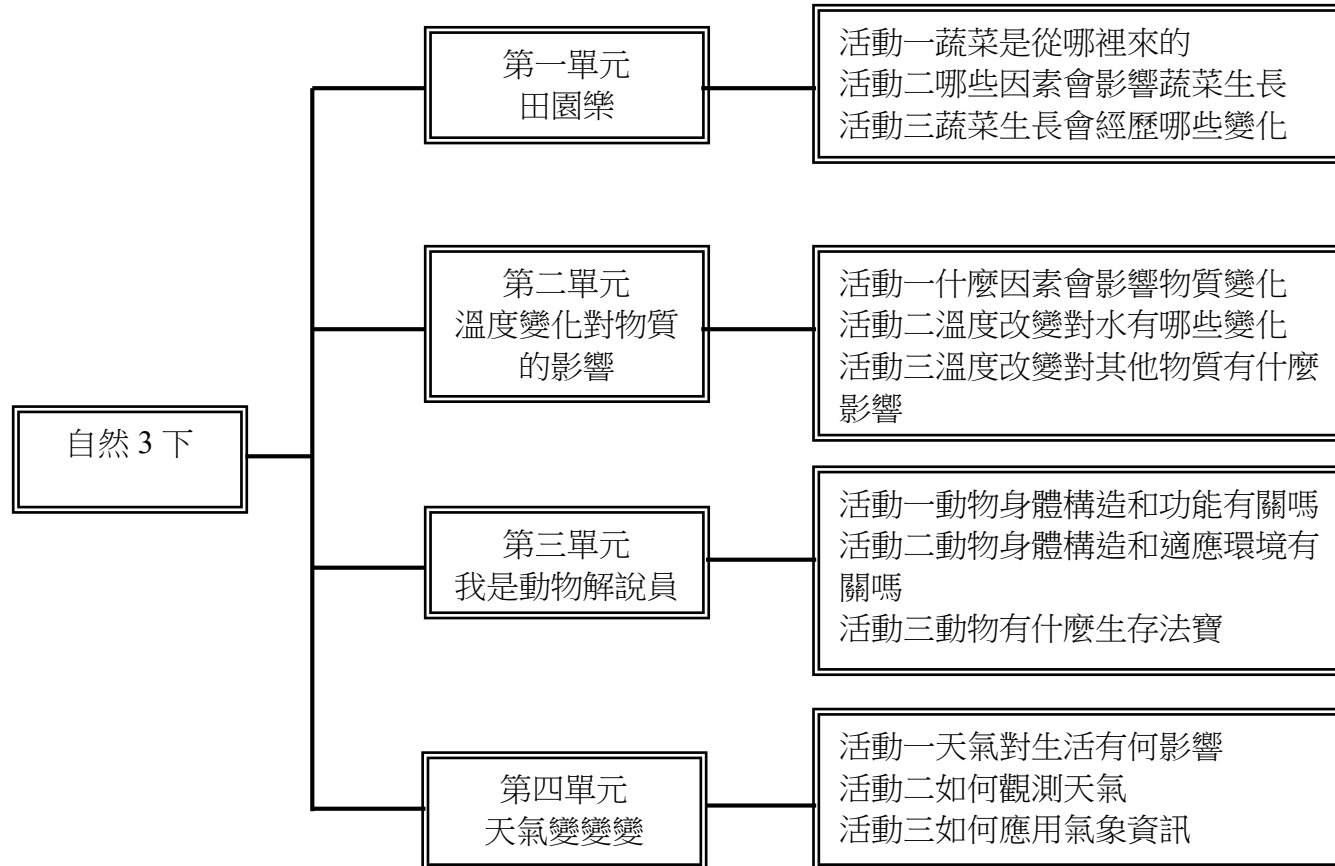 自然 3 下
第一單元
田園樂
活動一蔬菜是從哪裡來的
活動二哪些因素會影響蔬菜生長
活動三蔬菜生長會經歷哪些變化
第二單元
溫度變化對物質
的影響
活動一什麼因素會影響物質變化
活動二溫度改變對水有哪些變化
活動三溫度改變對其他物質有什麼
影響
第三單元
我是動物解說員
活動一動物身體構造和功能有關嗎
活動二動物身體構造和適應環境有
關嗎
活動三動物有什麼生存法寶
第四單元
天氣變變變
活動一天氣對生活有何影響
活動二如何觀測天氣
活動三如何應用氣象資訊